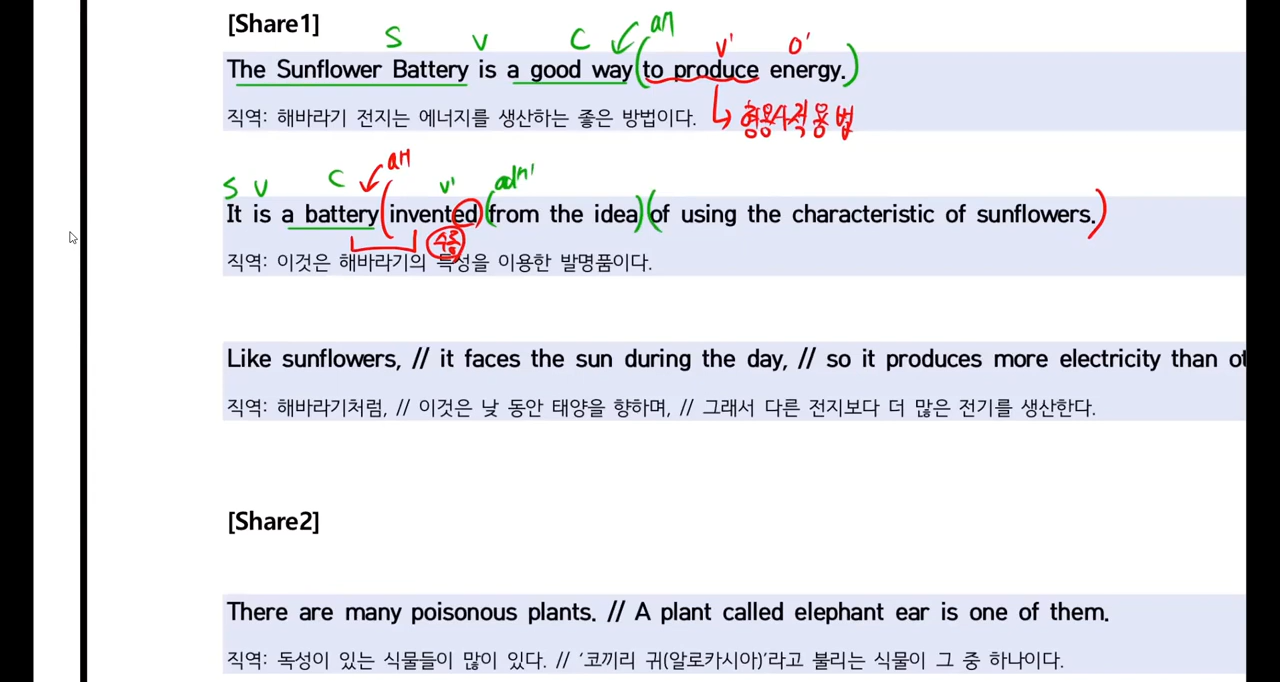 [Share1]
S V C aH V' O'
The Sunflower Battery is a good way (to produce energy.)
직역: 해바라기 전지는 에너지를 생산하는 좋은 방법이다. 형용사적 용법
S V C aH V' adM'
It is a battery (invented (from the idea) (of using the characteristic of sunflowers.)
수동
직역: 이것은 해바라기의 특성을 이용한 발명품이다.
Like sunflowers, // it faces the sun during the day, // so it produces more electricity than ot
직역: 해바라기처럼, // 이것은 낮 동안 태양을 향하며, // 그래서 다른 전지보다 더 많은 전기를 생산한다.
[Share2]
There are many poisonous plants. // A plant called elephant ear is one of them.
직역: 독성이 있는 식물들이 많이 있다. // ‘코끼리 귀(알로카시아)’라고 불리는 식물이 그 중 하나이다.